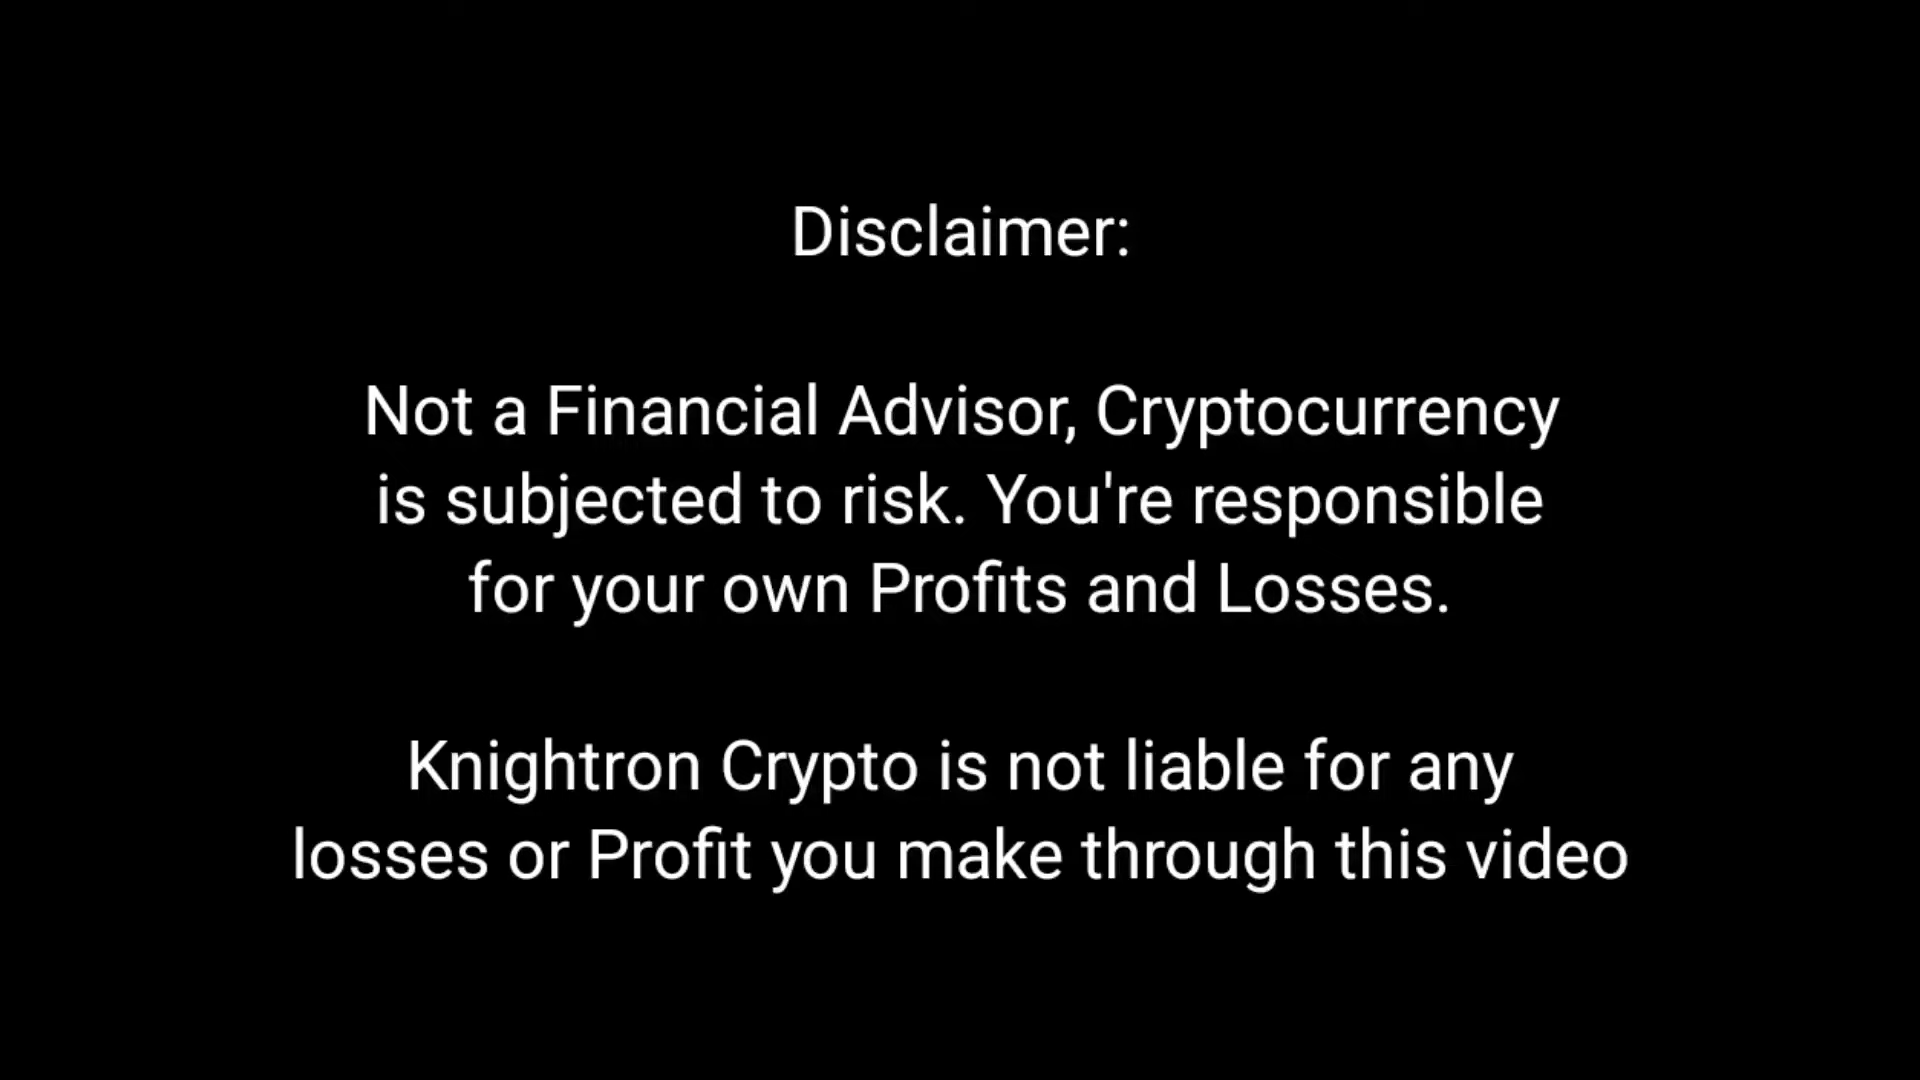 Disclaimer:
Not a Financial Advisor, Cryptocurrency
is subjected to risk. You're responsible
for your own Profits and Losses.
Knightron Crypto is not liable for any
losses or Profit you make through this video